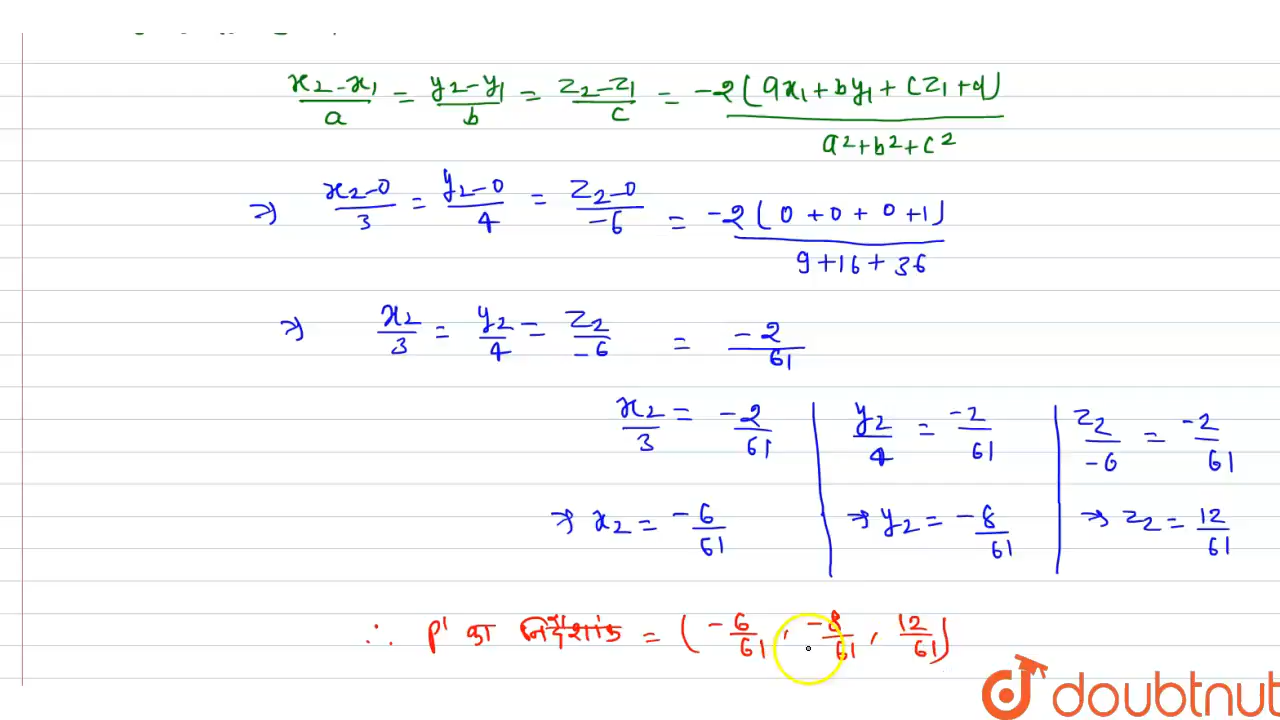 x₂-x₁/a = y₂-y₁/b = z₂-z₁/c = -2(ax₁+by₁+cz₁+d)/a²+b²+c²
⇒ x₂-0/3 = y₂-0/4 = z₂-0/-6 = -2(0+0+0+1)/9+16+36
⇒ x₂/3 = y₂/4 = z₂/-6 = -2/61
x₂/3 = -2/61 | y₂/4 = -2/61 | z₂/-6 = -2/61
⇒ x₂ = -6/61 | ⇒ y₂ = -8/61 | ⇒ z₂ = 12/61
∴ P' का निर्देशांक = (-6/61, -8/61, 12/61)
doubtnut